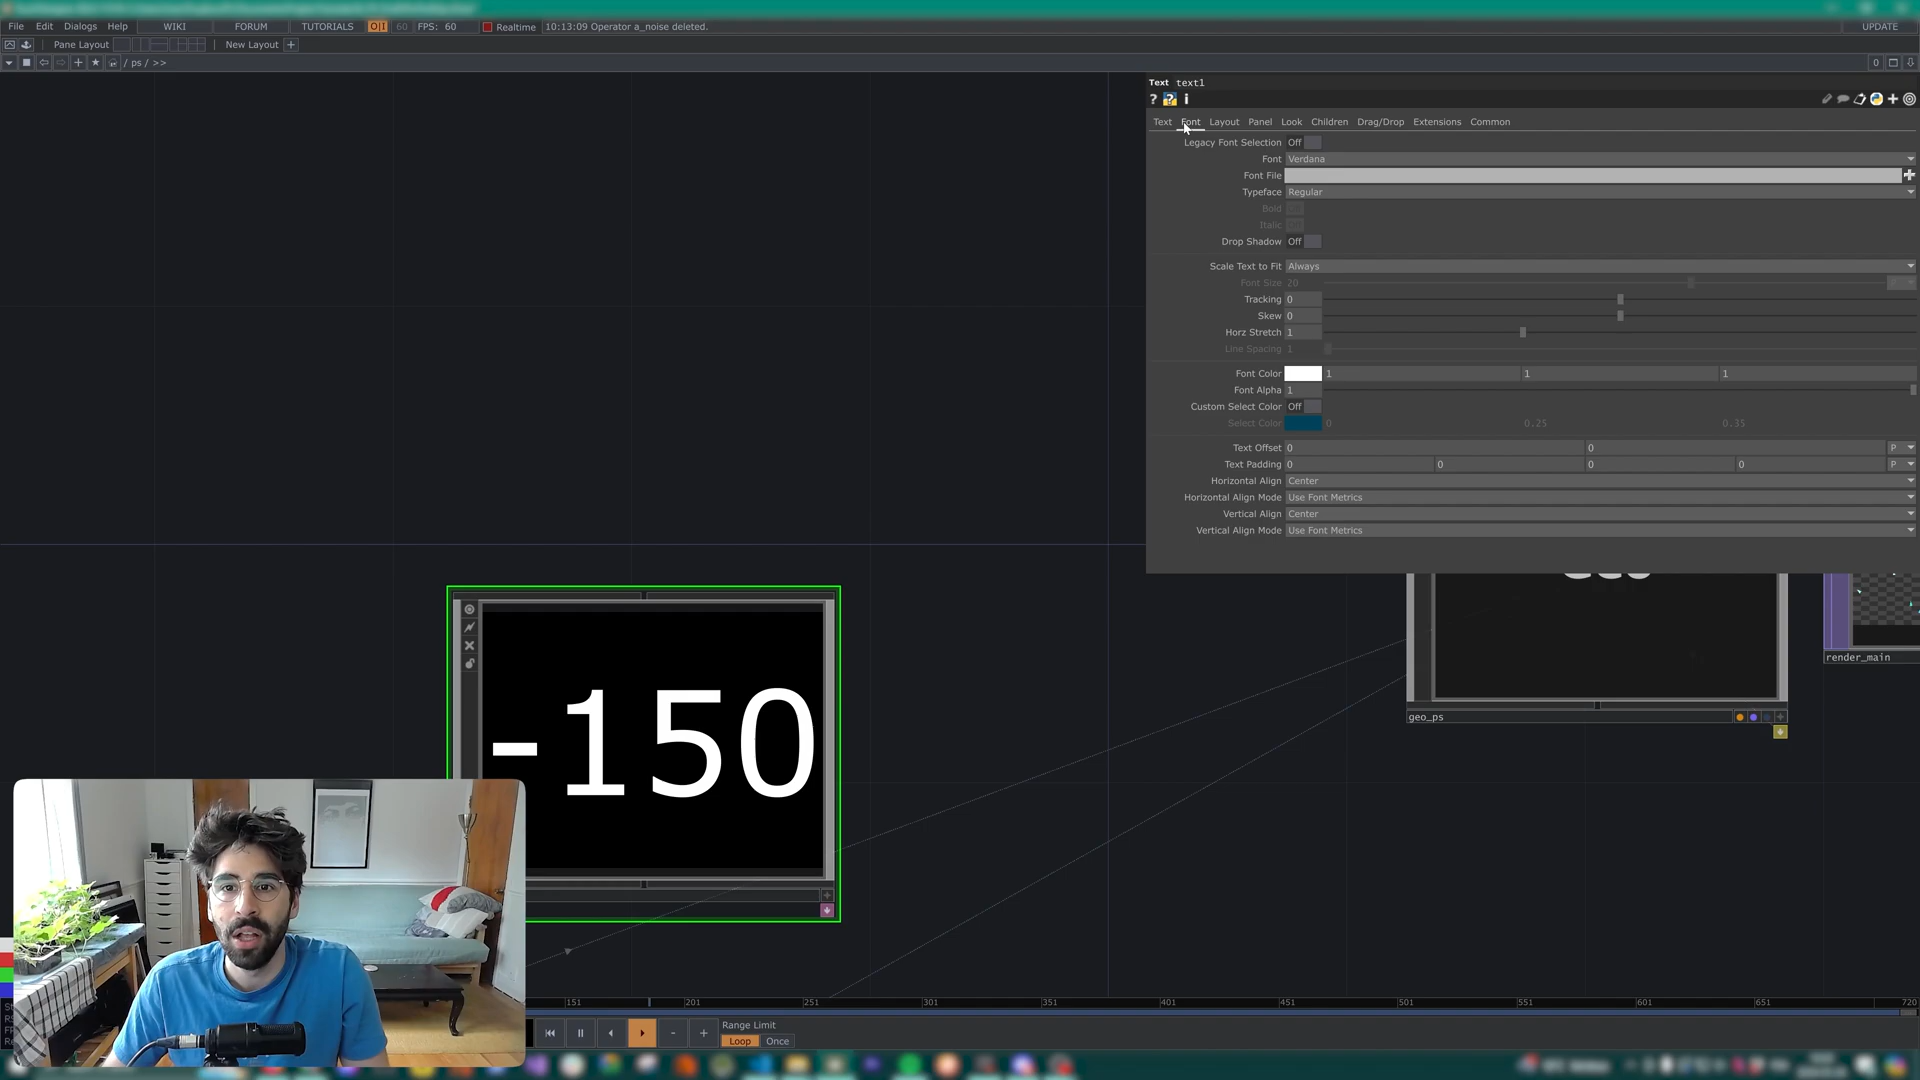 File Edit Dialogs Help WIKI FORUM TUTORIALS O|I 60 FPS: 60 Realtime 10:13:09 Operator a_noise deleted. UPDATE
Pane Layout New Layout +
/ ps / >> 0
Text text1
? ? i
Text Font Layout Panel Look Children Drag/Drop Extensions Common
Legacy Font Selection Off
Font Verdana
Font File
Typeface Regular
Bold
Italic
Drop Shadow Off
Scale Text to Fit Always
Font Size 20
Tracking 0
Skew 0
Horz Stretch 1
Line Spacing 1
Font Color 1 1 1
Font Alpha 1
Custom Select Color Off
Select Color 0 0.25 0.35
Text Offset 0 0 P
Text Padding 0 0 0 0 P
Horizontal Align Center
Horizontal Align Mode Use Font Metrics
Vertical Align Center
Vertical Align Mode Use Font Metrics
-150
render_main
geo_ps
151 201 251 301 351 401 451 501 551 601 651 720
Range Limit
Loop Once